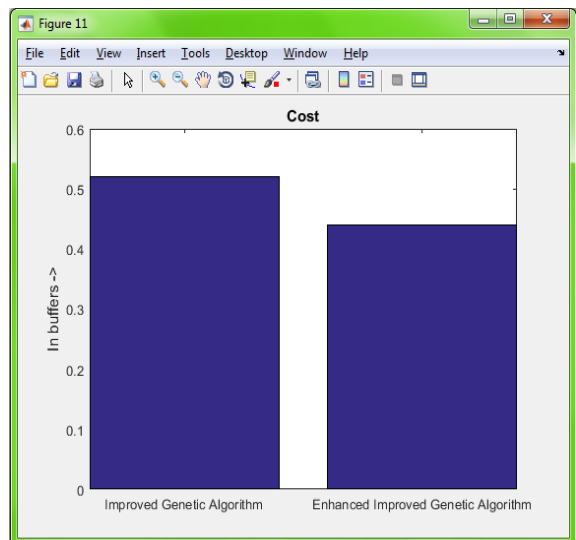 Figure 11
File Edit View Insert Tools Desktop Window Help
Cost
0.6
0.5
0.4
0.3
0.2
0.1
0
In buffers ->
Improved Genetic Algorithm Enhanced Improved Genetic Algorithm